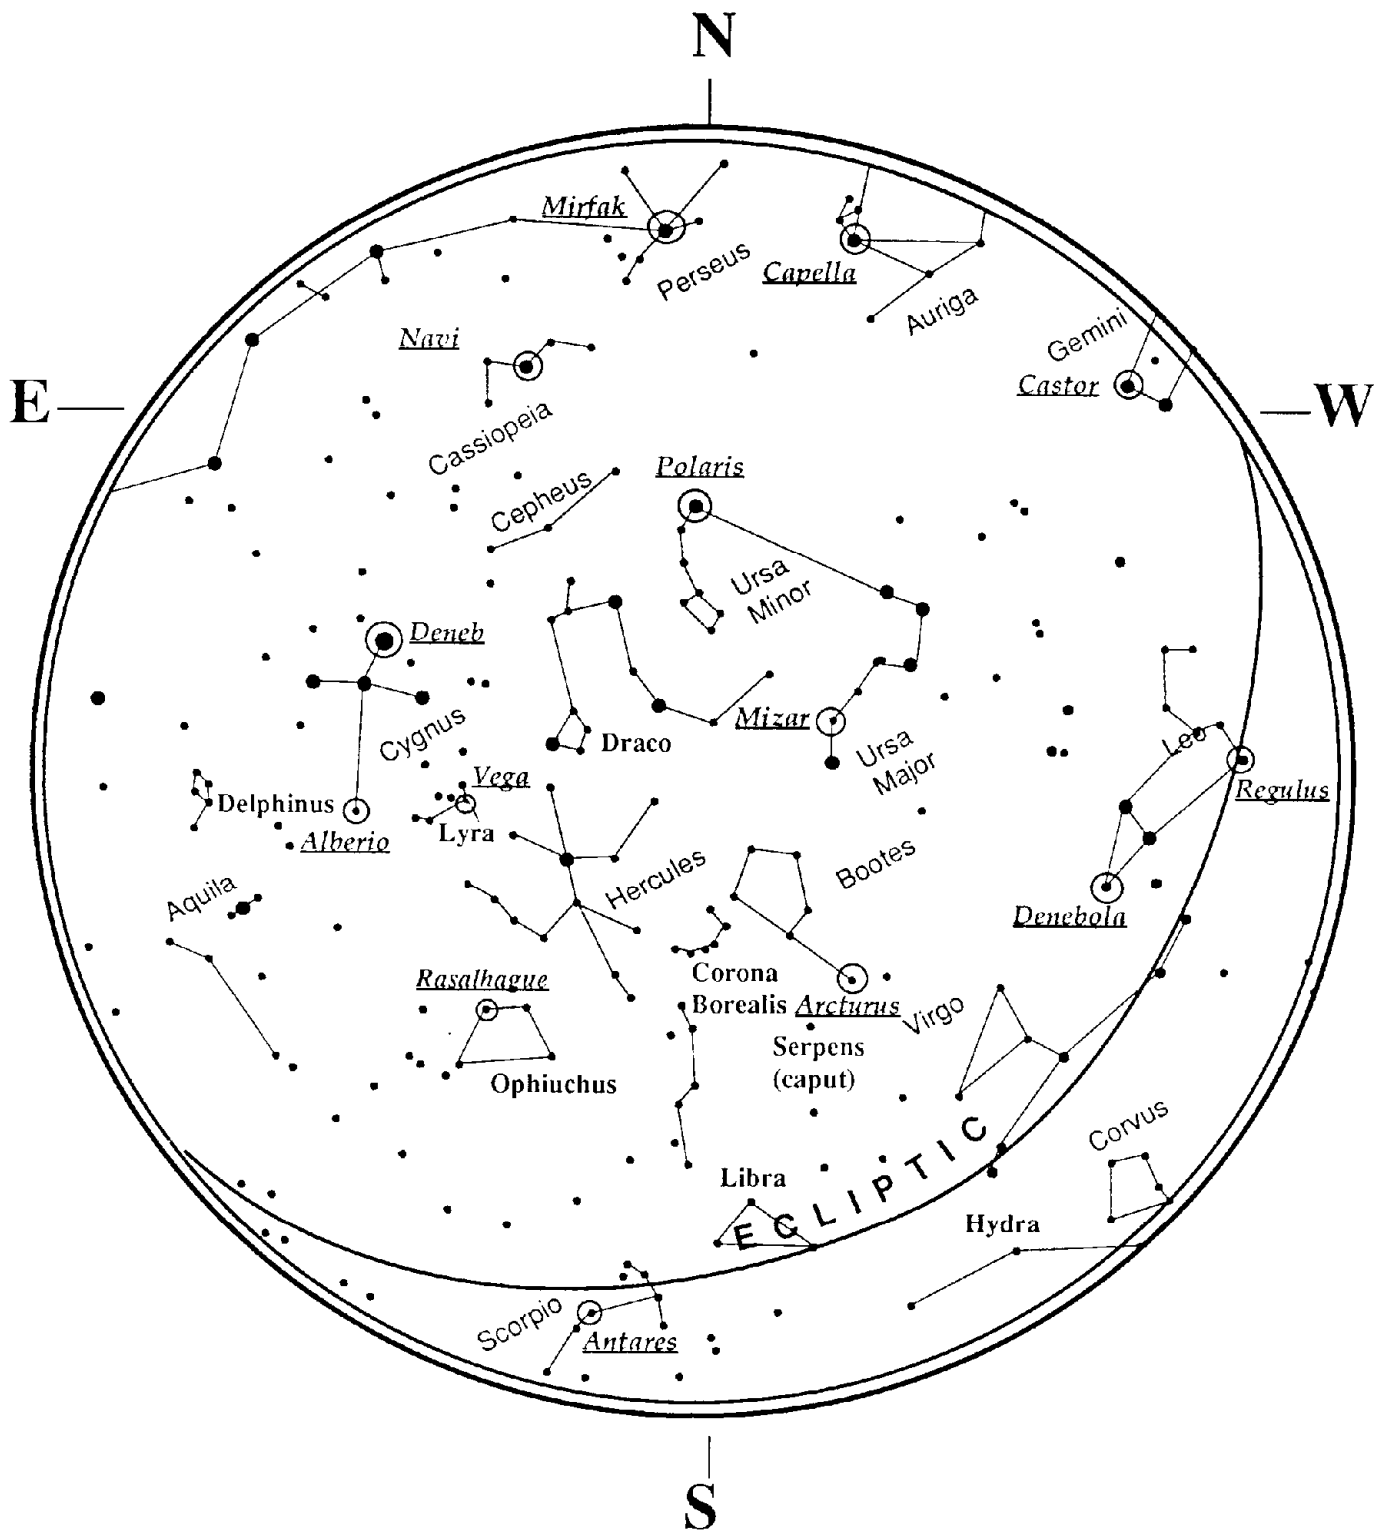 N
Mirfak
Perseus
Capella
Auriga
Gemini
Castor
Navi
E
W
Cassiopeia
Polaris
Cepheus
Ursa
Minor
Deneb
Cygnus
Draco
Mizar
Ursa
Major
Leo
Regulus
Vega
Delphinus
Alberio
Lyra
Hercules
Bootes
Aquila
Denebola
Rasalhague
Corona
Borealis
Arcturus
Virgo
Serpens
(caput)
Ophiuchus
Corvus
Libra
ECLIPTIC
Hydra
Scorpio
Antares
S